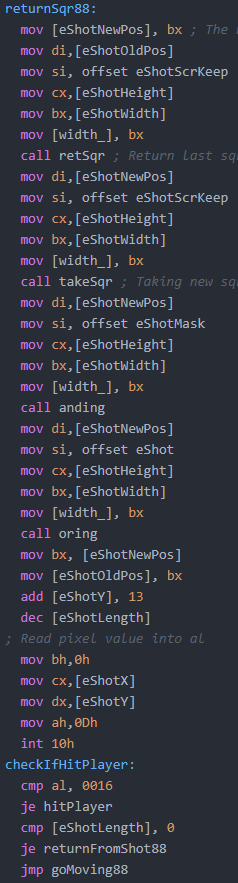 returnSqr88:
mov [eShotNewPos], bx ; The
mov di,[eShotOldPos]
mov si, offset eShotScrKeep
mov cx,[eShotHeight]
mov bx,[eShotWidth]
mov [width_], bx
call retSqr ; Return last sq
mov di,[eShotNewPos]
mov si, offset eShotScrKeep
mov cx,[eShotHeight]
mov bx,[eShotWidth]
mov [width_], bx
call takeSqr ; Taking new sq
mov di,[eShotNewPos]
mov si, offset eShotMask
mov cx,[eShotHeight]
mov bx,[eShotWidth]
mov [width_], bx
call anding
mov di,[eShotNewPos]
mov si, offset eShot
mov cx,[eShotHeight]
mov bx,[eShotWidth]
mov [width_], bx
call oring
mov bx, [eShotNewPos]
mov [eShotOldPos], bx
add [eShotY], 13
dec [eShotLength]
; Read pixel value into al
mov bh,0h
mov cx,[eShotX]
mov dx,[eShotY]
mov ah,0Dh
int 10h
checkIfHitPlayer:
cmp al, 0016
je hitPlayer
cmp [eShotLength], 0
je returnFromShot88
jmp goMoving88